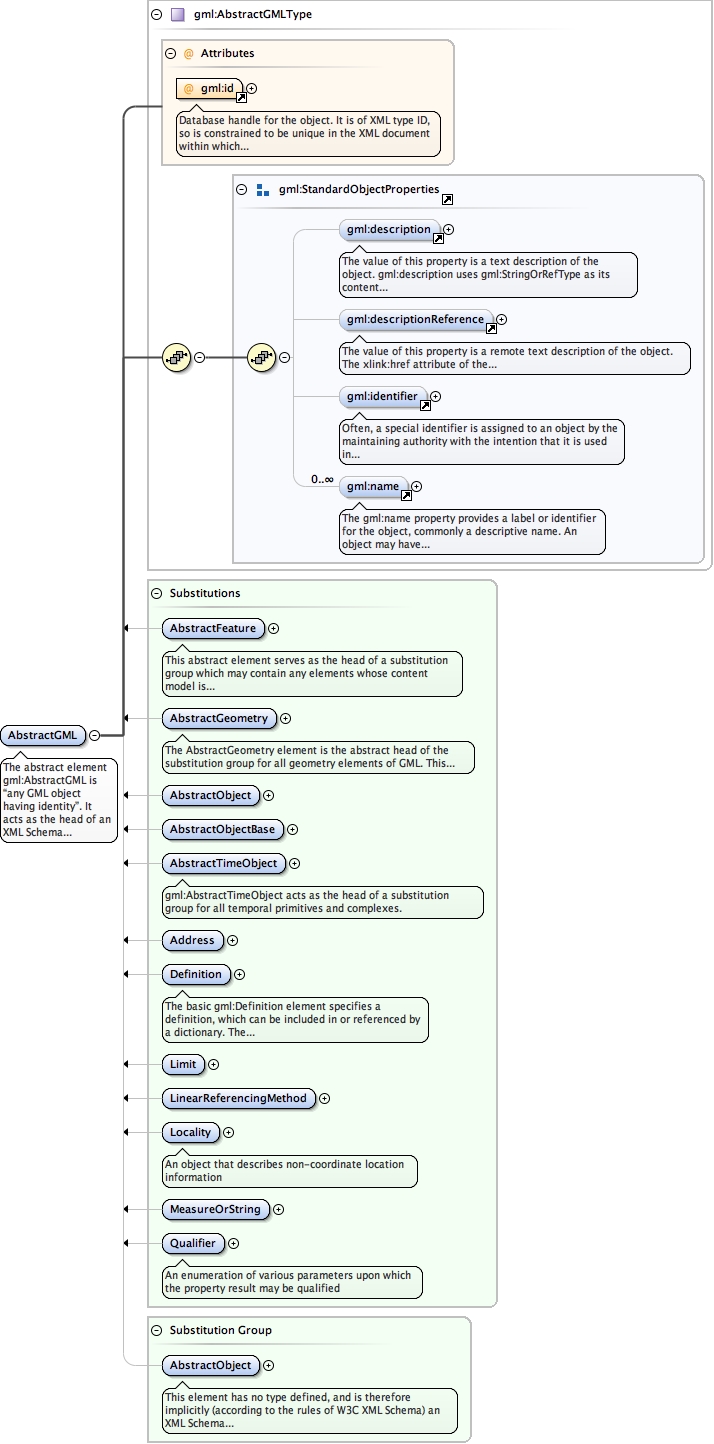 gml:AbstractGMLType
@ Attributes
@ gml:id
Database handle for the object. It is of XML type ID,
so is constrained to be unique in the XML document
within which...
gml:StandardObjectProperties
gml:description
The value of this property is a text description of the
object. gml:description uses gml:StringOrRefType as its
content...
gml:descriptionReference
The value of this property is a remote text description of the object.
The xlink:href attribute of the...
gml:identifier
Often, a special identifier is assigned to an object by the
maintaining authority with the intention that it is used
in...
0..∞
gml:name
The gml:name property provides a label or identifier
for the object, commonly a descriptive name. An
object may have...
AbstractGML
The abstract element
gml:AbstractGML is
"any GML object
having identity". It
acts as the head of an
XML Schema...
Substitutions
AbstractFeature
This abstract element serves as the head of a substitution
group which may contain any elements whose content
model is...
AbstractGeometry
The AbstractGeometry element is the abstract head of the
substitution group for all geometry elements of GML. This...
AbstractObject
AbstractObjectBase
AbstractTimeObject
gml:AbstractTimeObject acts as the head of a substitution
group for all temporal primitives and complexes.
Address
Definition
The basic gml:Definition element specifies a
definition, which can be included in or referenced by
a dictionary. The...
Limit
LinearReferencingMethod
Locality
An object that describes non-coordinate location
information
MeasureOrString
Qualifier
An enumeration of various parameters upon which
the property result may be qualified
Substitution Group
AbstractObject
This element has no type defined, and is therefore
implicitly (according to the rules of W3C XML Schema) an
XML Schema...